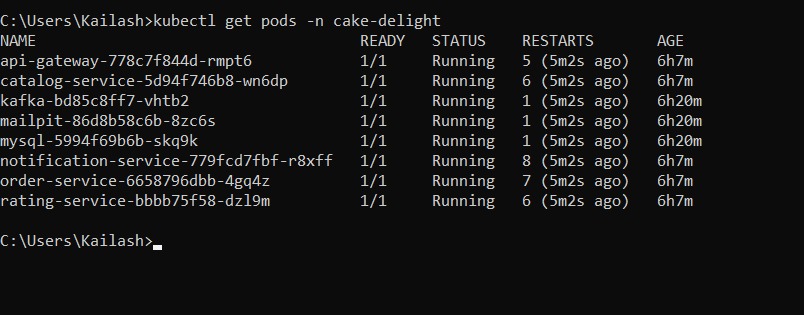 C:\Users\Kailash>kubectl get pods -n cake-delight
NAME READY STATUS RESTARTS AGE
api-gateway-778c7f844d-rmpt6 1/1 Running 5 (5m2s ago) 6h7m
catalog-service-5d94f746b8-wn6dp 1/1 Running 6 (5m2s ago) 6h7m
kafka-bd85c8ff7-vhtb2 1/1 Running 1 (5m2s ago) 6h20m
mailpit-86d8b58c6b-8zc6s 1/1 Running 1 (5m2s ago) 6h20m
mysql-5994f69b6b-skq9k 1/1 Running 1 (5m2s ago) 6h20m
notification-service-779fcd7fbf-r8xff 1/1 Running 8 (5m2s ago) 6h7m
order-service-6658796dbb-4gq4z 1/1 Running 7 (5m2s ago) 6h7m
rating-service-bbbb75f58-dzl9m 1/1 Running 6 (5m2s ago) 6h7m
C:\Users\Kailash>